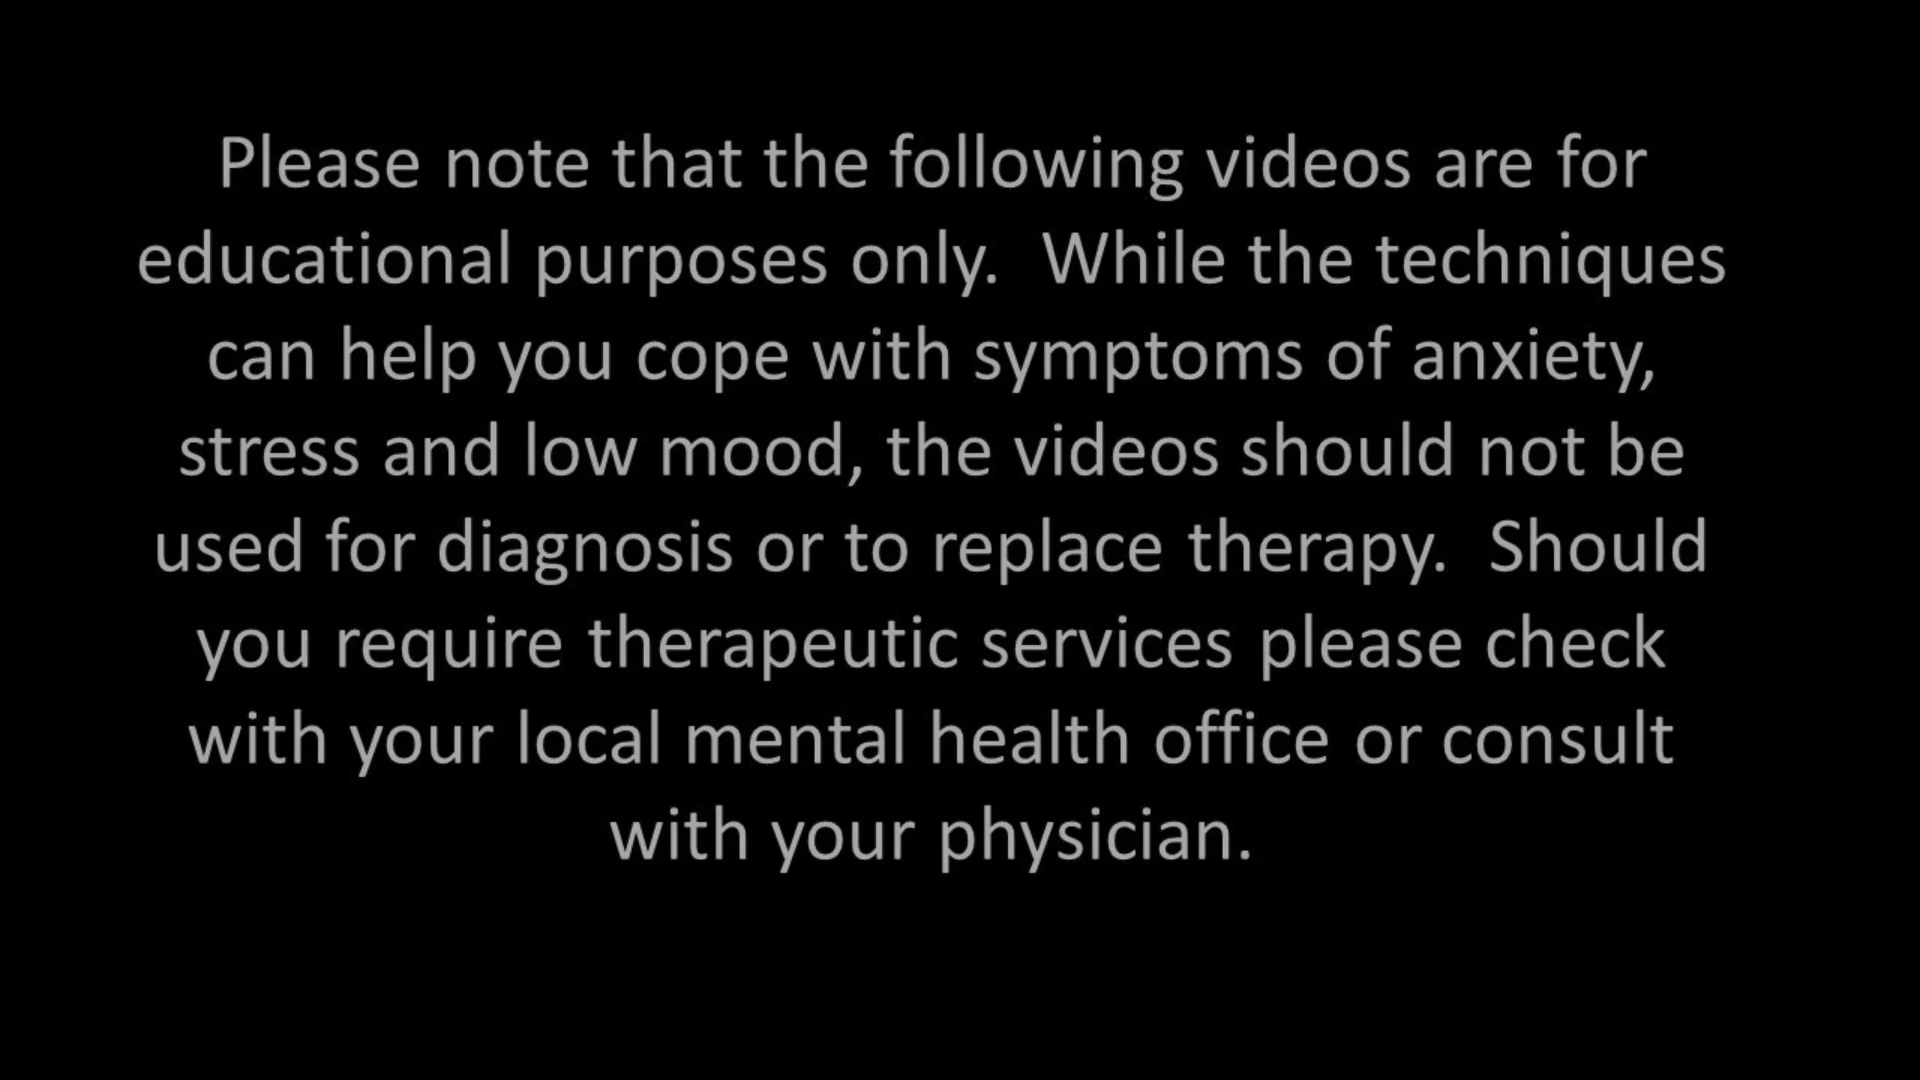 Please note that the following videos are for
educational purposes only.  While the techniques
can help you cope with symptoms of anxiety,
stress and low mood, the videos should not be
used for diagnosis or to replace therapy.  Should
you require therapeutic services please check
with your local mental health office or consult
with your physician.